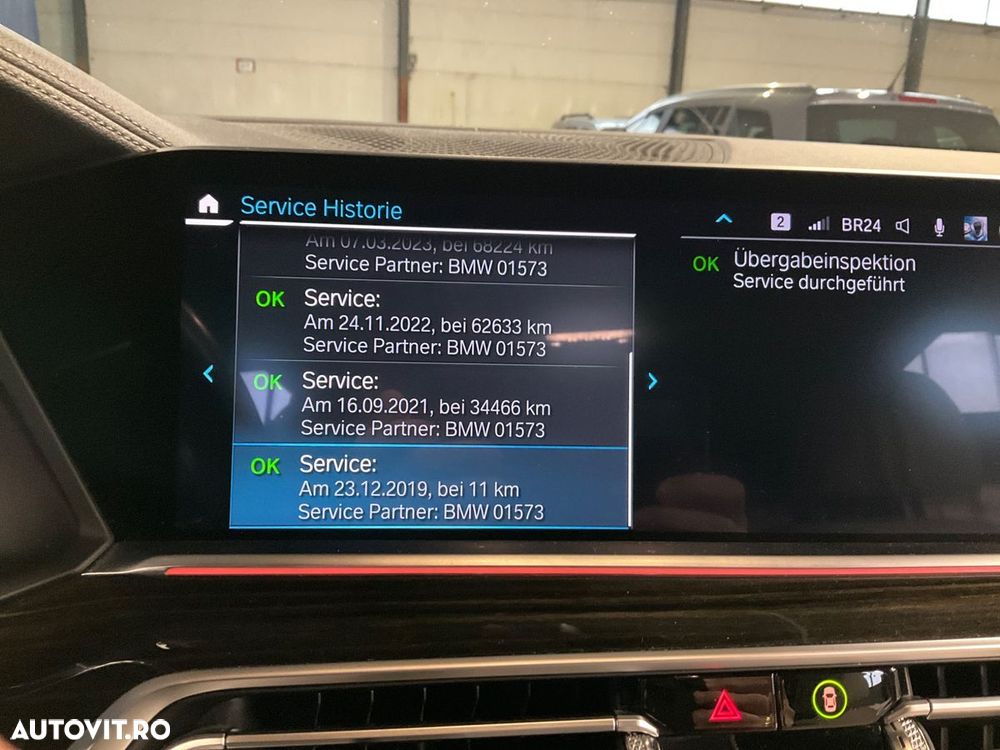 Service Historie
2
BR24
Am 07.03.2023, bei 68224 km
Service Partner: BMW 01573
OK Service:
Am 24.11.2022, bei 62633 km
Service Partner: BMW 01573
OK Service:
Am 16.09.2021, bei 34466 km
Service Partner: BMW 01573
OK Service:
Am 23.12.2019, bei 11 km
Service Partner: BMW 01573
OK Übergabeinspektion
Service durchgeführt
AUTOVIT.RO